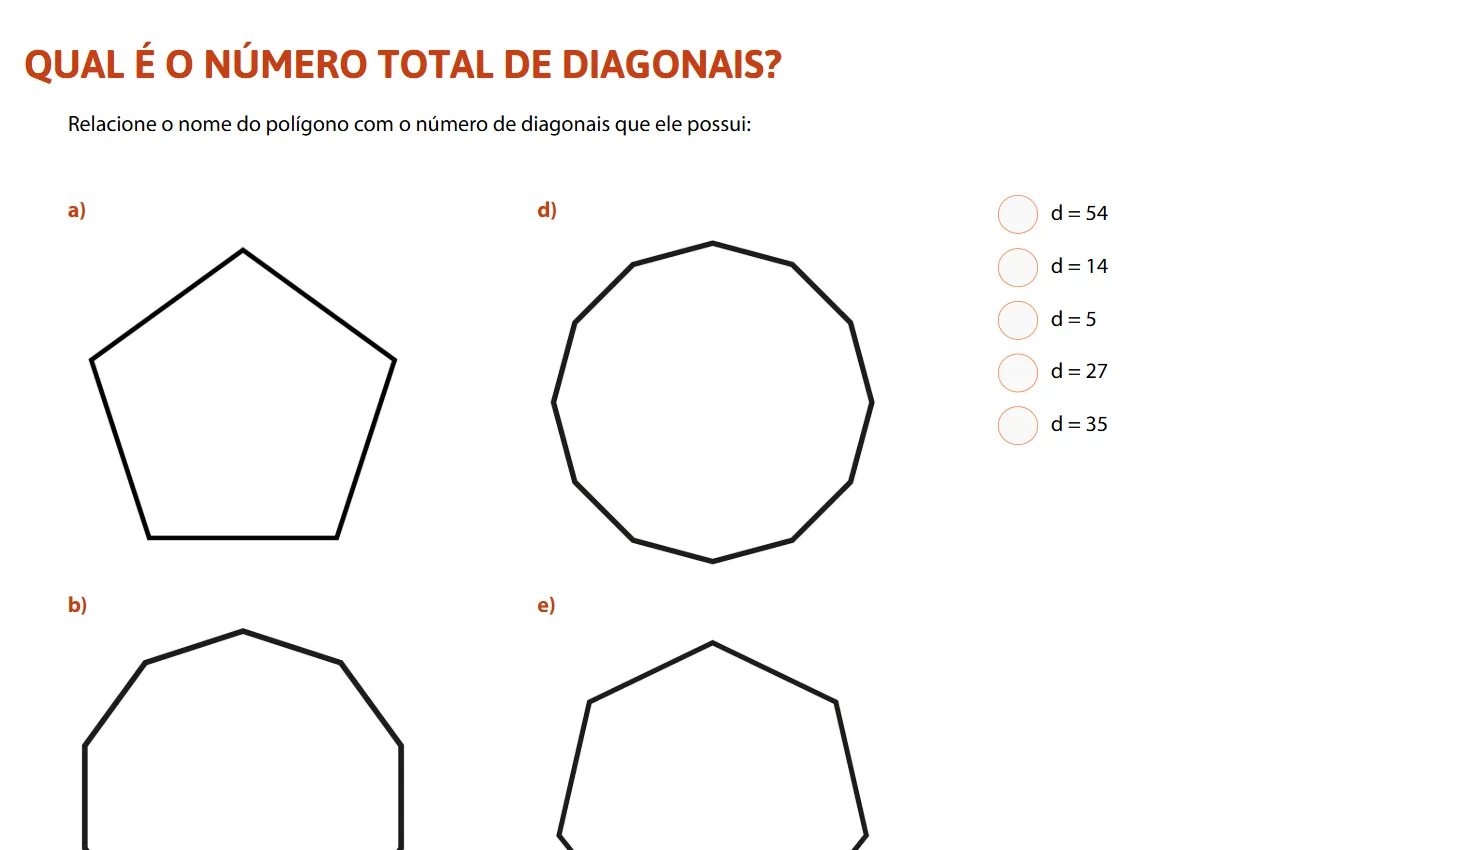 QUAL É O NÚMERO TOTAL DE DIAGONAIS?
Relacione o nome do polígono com o número de diagonais que ele possui:
a)
d)
b)
e)
d = 54
d = 14
d = 5
d = 27
d = 35